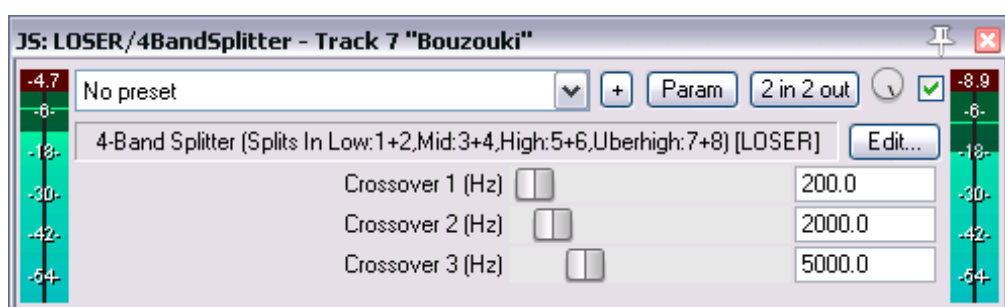 JS: LOSER/4BandSplitter - Track 7 "Bouzouki"
-4.7 No preset + Param 2 in 2 out -8.9
-6- -6-
4-Band Splitter (Splits In Low:1+2,Mid:3+4,High:5+6,Uberhigh:7+8) [LOSER] Edit...
-18- -18-
Crossover 1 (Hz) 200.0
-30- -30-
Crossover 2 (Hz) 2000.0
-42- -42-
Crossover 3 (Hz) 5000.0
-54- -54-